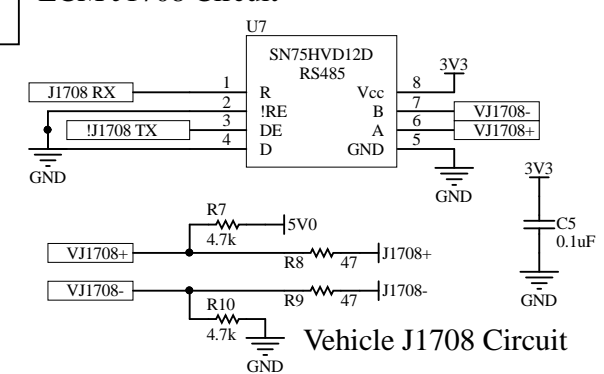 U7
SN75HVD12D
RS485
3V3
J1708 RX 1 R Vcc 8
2 !RE B 7 VJ1708-
!J1708 TX 3 DE A 6 VJ1708+
4 D GND 5
GND
GND
3V3
C5
0.1uF
GND
R7
5V0
4.7k
VJ1708+ R8 47 J1708+
VJ1708- R9 47 J1708-
R10
4.7k
GND
Vehicle J1708 Circuit